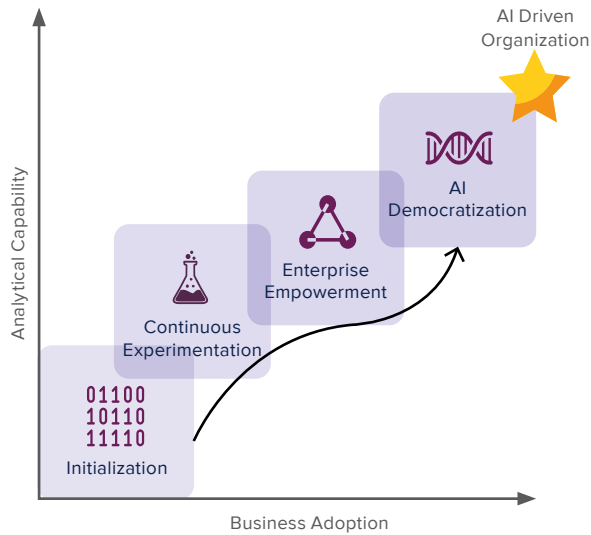 AI Driven
Organization
AI
Democratization
Enterprise
Empowerment
Continuous
Experimentation
01100
10110
11110
Initialization
Analytical Capability
Business Adoption